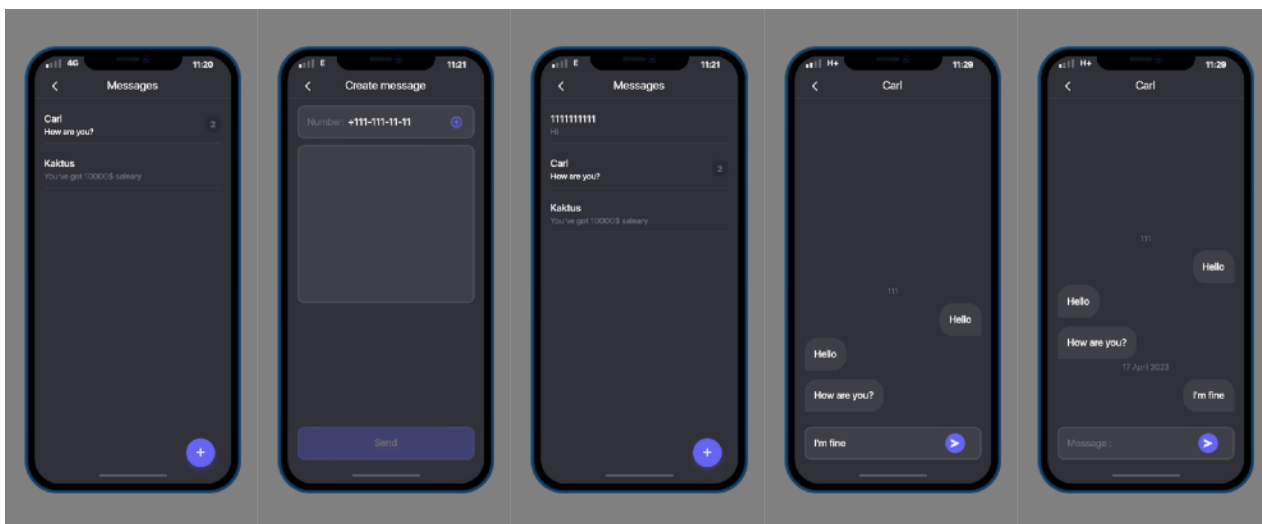 4G 11:20
Messages
Carl
How are you?
2
Kaktus
You've got 10000$ saleary
+
E 11:21
Create message
Number: +111-111-11-11
Send
E 11:21
Messages
1111111111
Hi
Carl
How are you?
2
Kaktus
You've got 10000$ saleary
+
H+ 11:29
Carl
111
Hello
Hello
How are you?
I'm fine
H+ 11:29
Carl
111
Hello
Hello
How are you?
17 April 2023
I'm fine
Message :